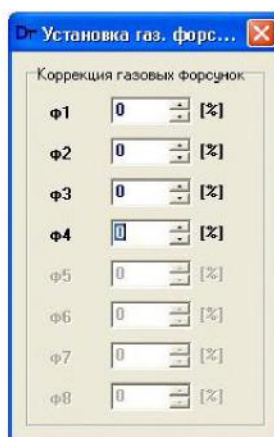 Dr Установка газ. форс...
Коррекция газовых форсунок
ф1 0 [%]
ф2 0 [%]
ф3 0 [%]
ф4 0 [%]
ф5 0 [%]
ф6 0 [%]
ф7 0 [%]
ф8 0 [%]